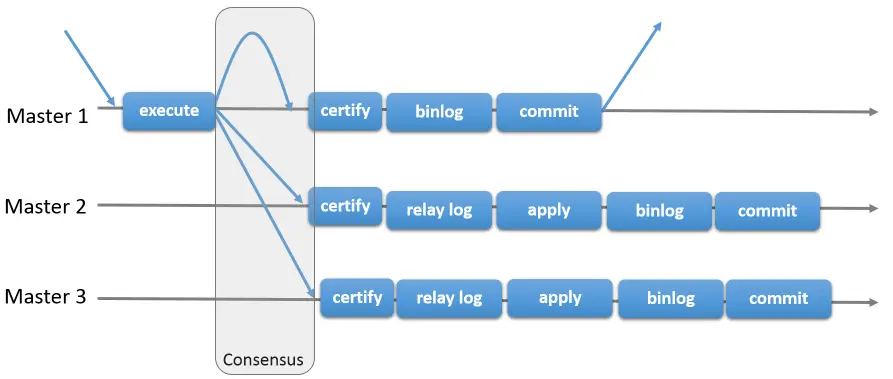 Master 1 execute certify binlog commit
Master 2 certify relay log apply binlog commit
Master 3 certify relay log apply binlog commit
Consensus